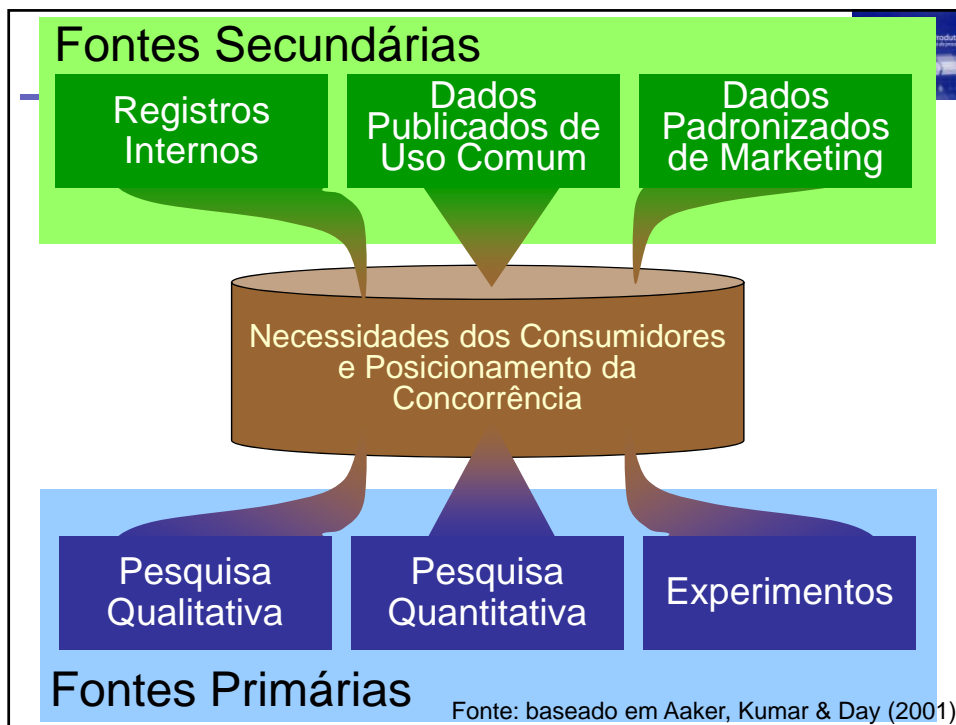 Fontes Secundárias
Registros
Internos
Dados
Publicados de
Uso Comum
Dados
Padronizados
de Marketing
Necessidades dos Consumidores
e Posicionamento da
Concorrência
Pesquisa
Qualitativa
Pesquisa
Quantitativa
Experimentos
Fontes Primárias
Fonte: baseado em Aaker, Kumar & Day (2001)